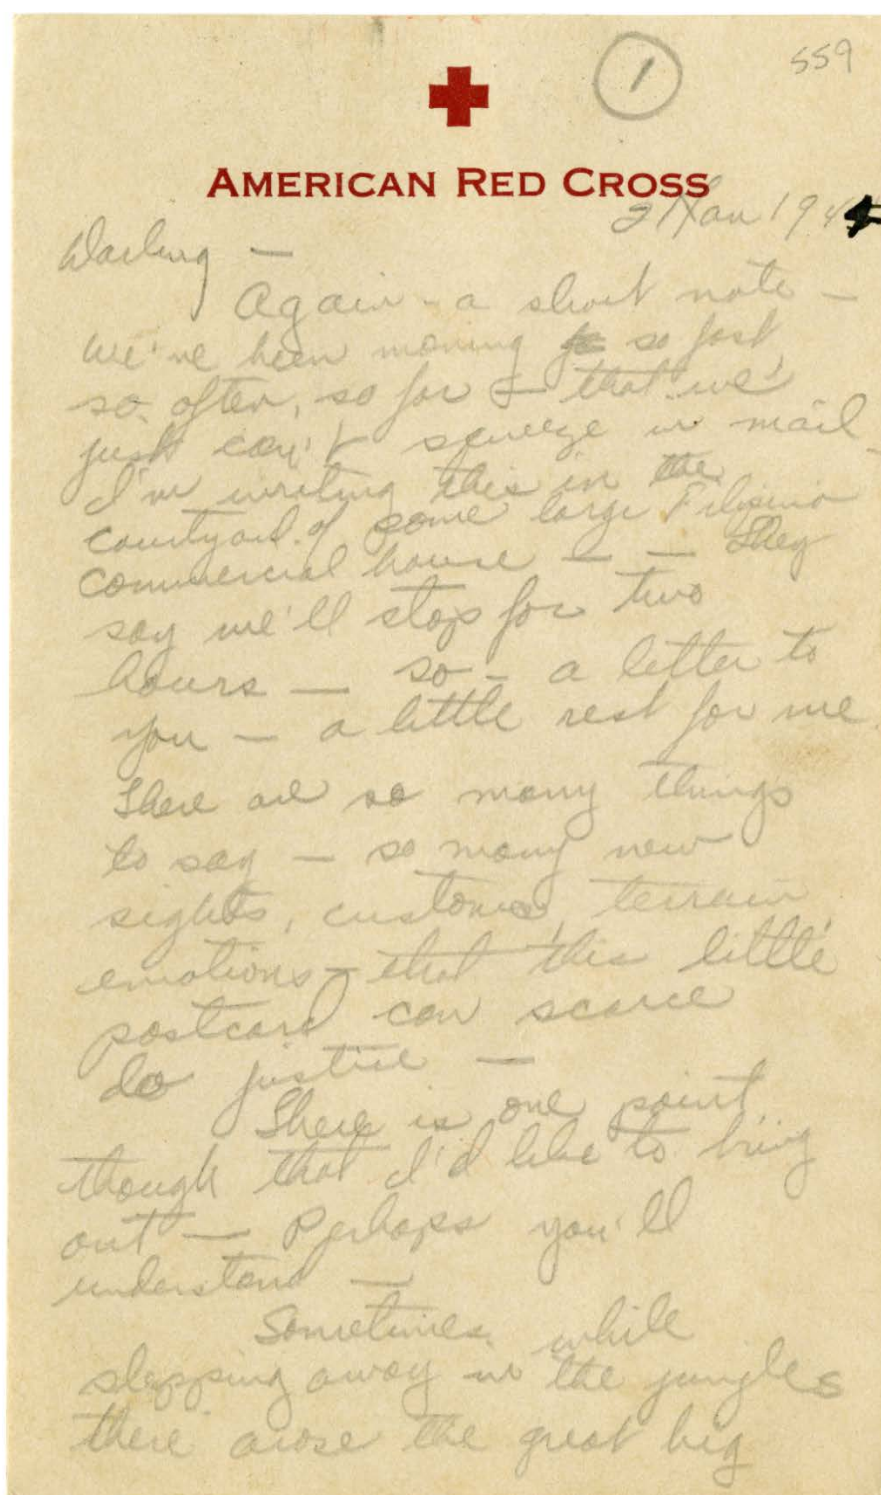 559
1
AMERICAN RED CROSS
21 Jan 194
Darling —
Again - a short note —
We've been moving so fast,
so often, so far — that we
just can't squeeze in mail —
I'm writing this in the
courtyard of some large Filipino
commercial house — — They
say we'll stop for two
hours — so — a letter to
you — a little rest for me.
There are so many things
to say — so many new
sights, customs, terrain,
emotions — that this little
postcard can scarce
do justice —
There is one point
though that I'd like to bring
out — Perhaps you'll
understand —
Sometimes, while
slopping away in the jungles
there arose the great big